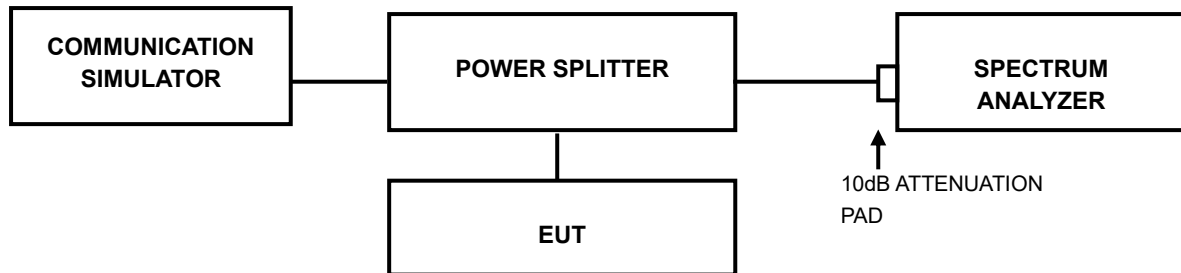 COMMUNICATION
SIMULATOR
POWER SPLITTER
SPECTRUM
ANALYZER
10dB ATTENUATION
PAD
EUT